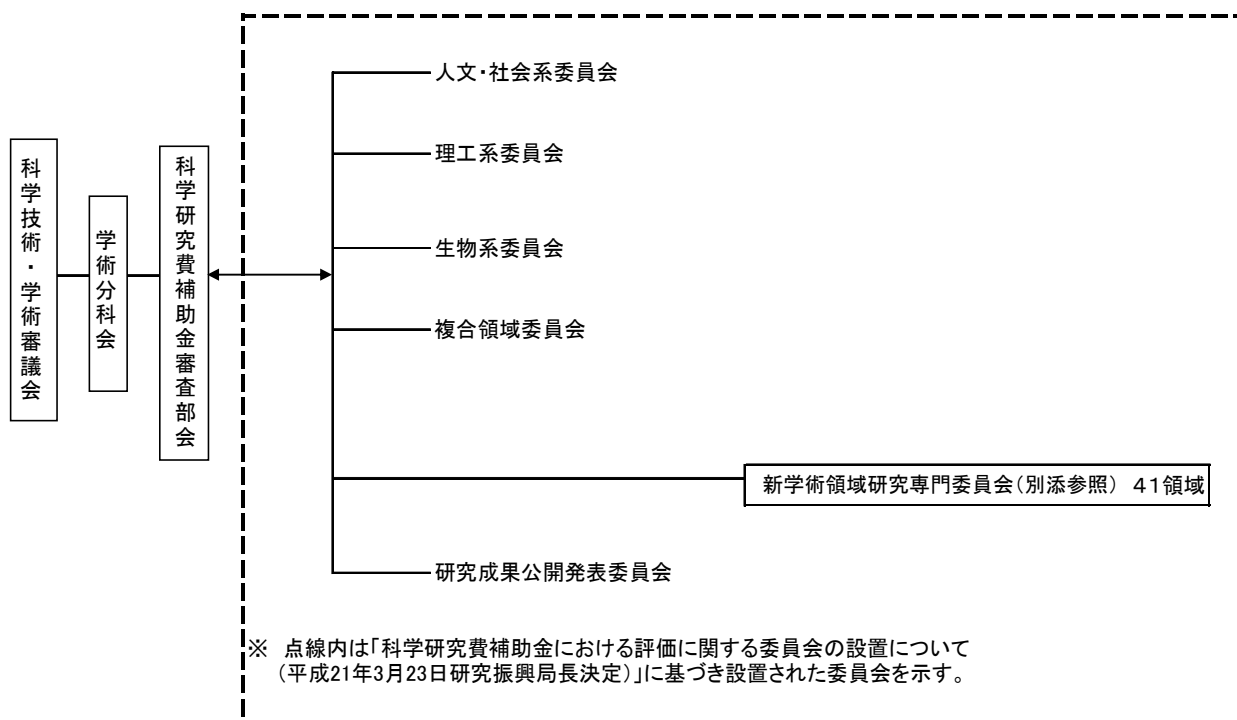 科学技術・学術審議会
学術分科会
科学研究費補助金審査部会
人文・社会系委員会
理工系委員会
生物系委員会
複合領域委員会
新学術領域研究専門委員会(別添参照) 41領域
研究成果公開発表委員会
※ 点線内は「科学研究費補助金における評価に関する委員会の設置について
(平成21年3月23日研究振興局長決定)」に基づき設置された委員会を示す。